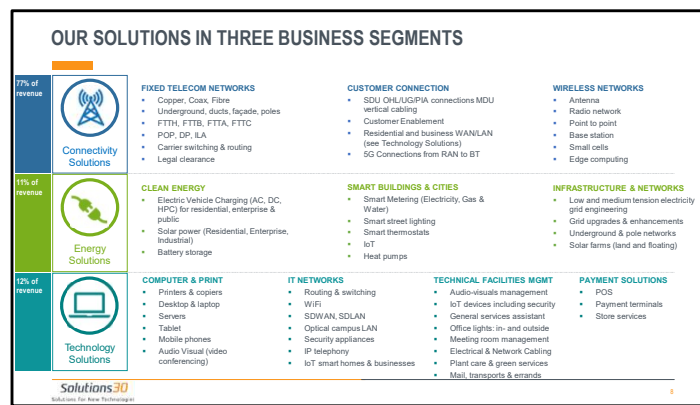 OUR SOLUTIONS IN THREE BUSINESS SEGMENTS
77% of
revenue
Connectivity
Solutions
FIXED TELECOM NETWORKS
Copper, Coax, Fibre
Underground, ducts, façade, poles
FTTH, FTTB, FTTA, FTTC
POP, DP, ILA
Carrier switching & routing
Legal clearance
CUSTOMER CONNECTION
SDU OHL/UG/PIA connections MDU
vertical cabling
Customer Enablement
Residential and business WAN/LAN
(see Technology Solutions)
5G Connections from RAN to BT
WIRELESS NETWORKS
Antenna
Radio network
Point to point
Base station
Small cells
Edge computing
11% of
revenue
Energy
Solutions
CLEAN ENERGY
Electric Vehicle Charging (AC, DC,
HPC) for residential, enterprise &
public
Solar power (Residential, Enterprise,
Industrial)
Battery storage
SMART BUILDINGS & CITIES
Smart Metering (Electricity, Gas &
Water)
Smart street lighting
Smart thermostats
IoT
Heat pumps
INFRASTRUCTURE & NETWORKS
Low and medium tension electricity
grid engineering
Grid upgrades & enhancements
Underground & pole networks
Solar farms (land and floating)
12% of
revenue
Technology
Solutions
COMPUTER & PRINT
Printers & copiers
Desktop & laptop
Servers
Tablet
Mobile phones
Audio Visual (video
conferencing)
IT NETWORKS
Routing & switching
WiFi
SDWAN, SDLAN
Optical campus LAN
Security appliances
IP telephony
IoT smart homes & businesses
TECHNICAL FACILITIES MGMT
Audio-visuals management
IoT devices including security
General services assistant
Office lights: in- and outside
Meeting room management
Electrical & Network Cabling
Plant care & green services
Mail, transports & errands
PAYMENT SOLUTIONS
POS
Payment terminals
Store services
Solutions30
Solutions for New Technologies
8